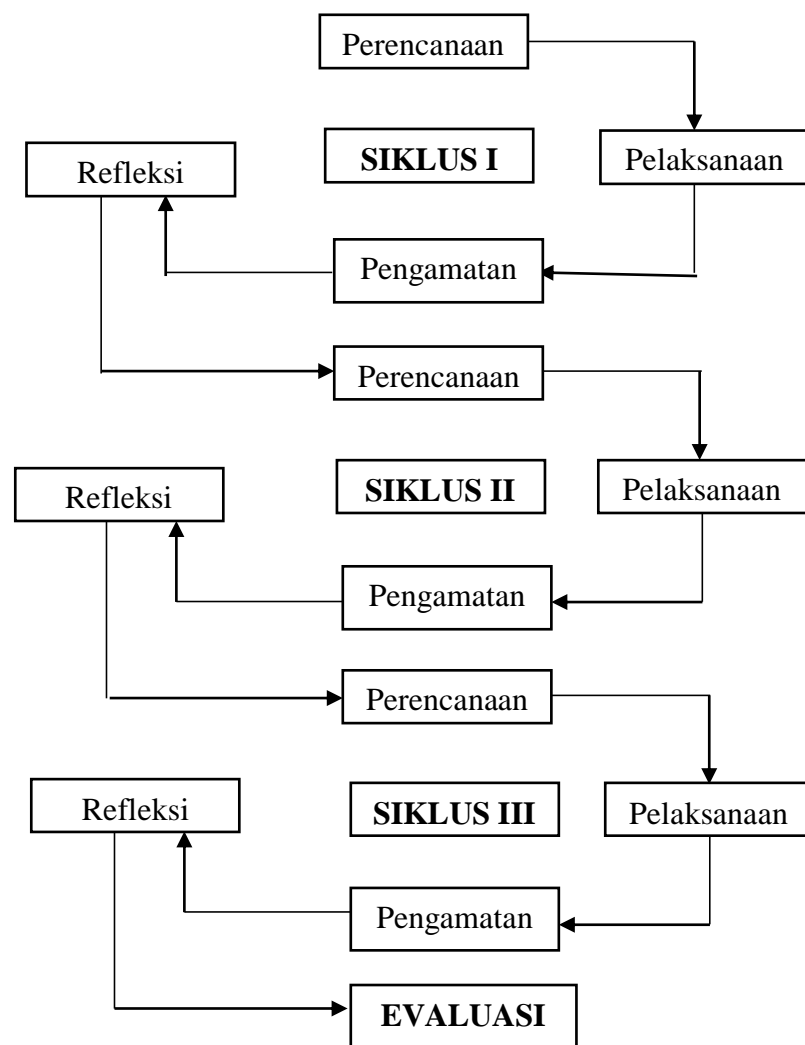 Perencanaan
Refleksi
SIKLUS I
Pelaksanaan
Pengamatan
Perencanaan
Refleksi
SIKLUS II
Pelaksanaan
Pengamatan
Perencanaan
Refleksi
SIKLUS III
Pelaksanaan
Pengamatan
EVALUASI